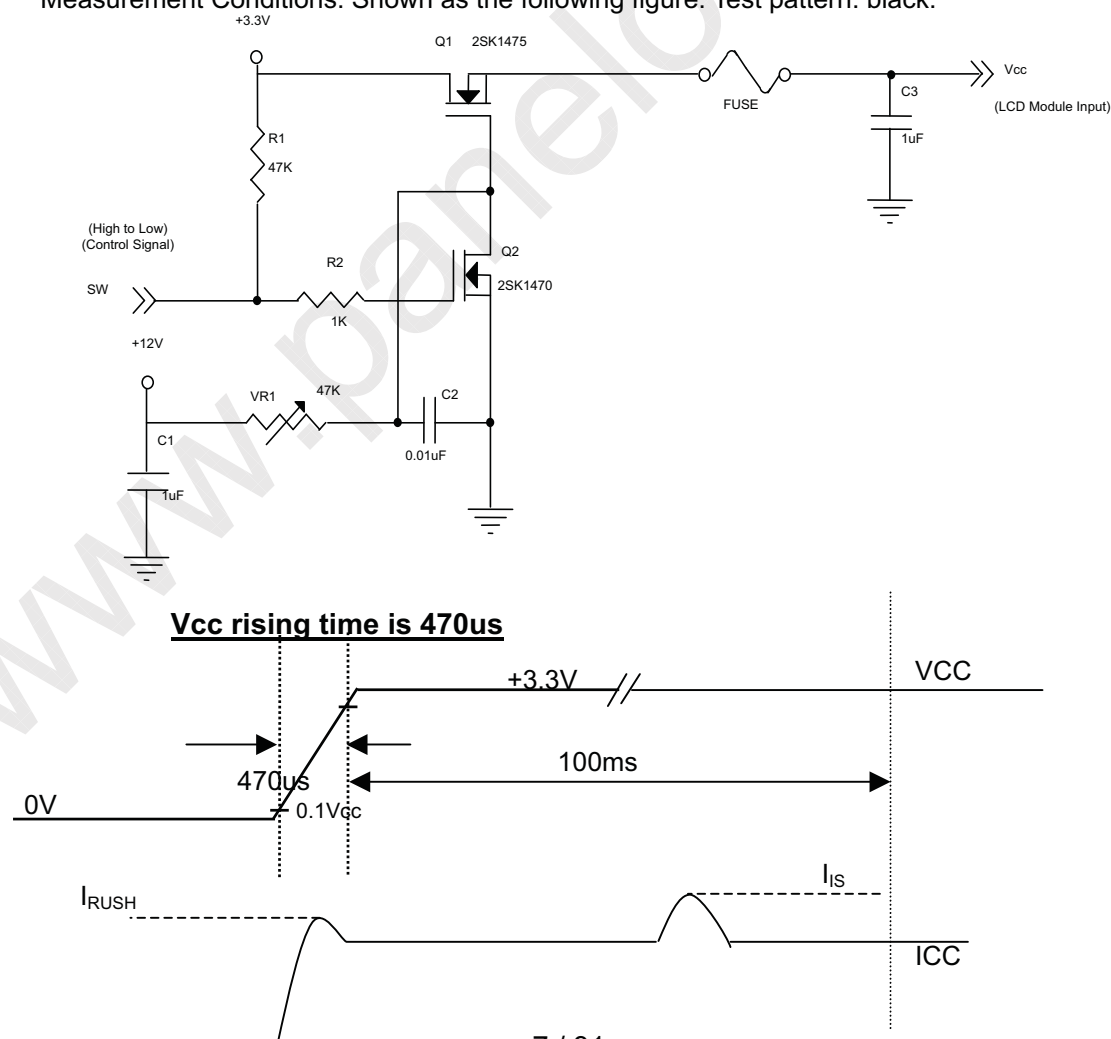 Measurement Conditions: Shown as the following figure. Test pattern: black.
+3.3V
Q1 2SK1475
Vcc
FUSE
C3
(LCD Module Input)
1uF
R1
47K
(High to Low)
(Control Signal)
SW
R2
1K
Q2
2SK1470
+12V
VR1
47K
C2
0.01uF
C1
1uF
Vcc rising time is 470us
+3.3V
VCC
470us
100ms
0V
0.1Vcc
IRUSH
IIS
ICC
www.panelo